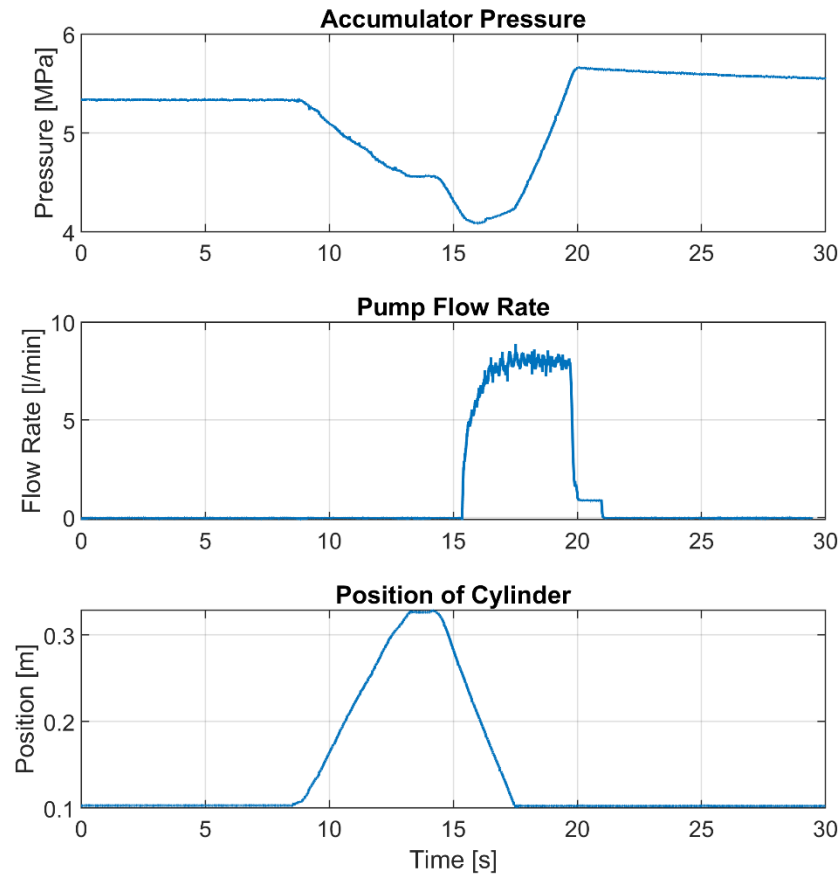 Accumulator Pressure
Pressure [MPa]
6
5
4
0 5 10 15 20 25 30
Pump Flow Rate
Flow Rate [l/min]
10
5
0
0 5 10 15 20 25 30
Position of Cylinder
Position [m]
0.3
0.2
0.1
0 5 10 15 20 25 30
Time [s]